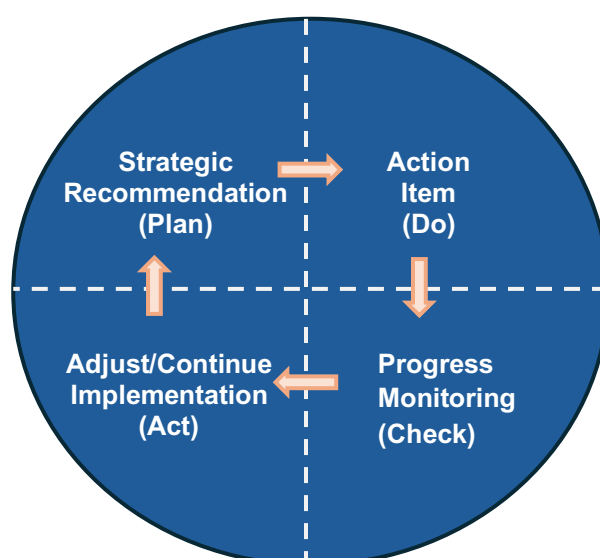 Strategic
Recommendation
(Plan)
Action
Item
(Do)
Adjust/Continue
Implementation
(Act)
Progress
Monitoring
(Check)